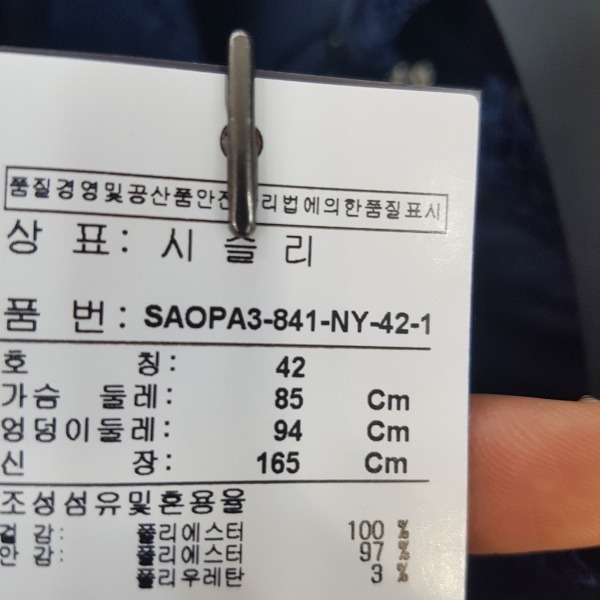 품질경영및공산품안전관리법에의한품질표시
상 표: 시슬리
품 번: SAOPA3-841-NY-42-1
호 칭: 42
가슴 둘레: 85 Cm
엉덩이둘레: 94 Cm
신 장: 165 Cm
조성섬유및혼용율
겉 감: 폴리에스터 100 %
안 감: 폴리에스터 97 %
폴리우레탄 3 %